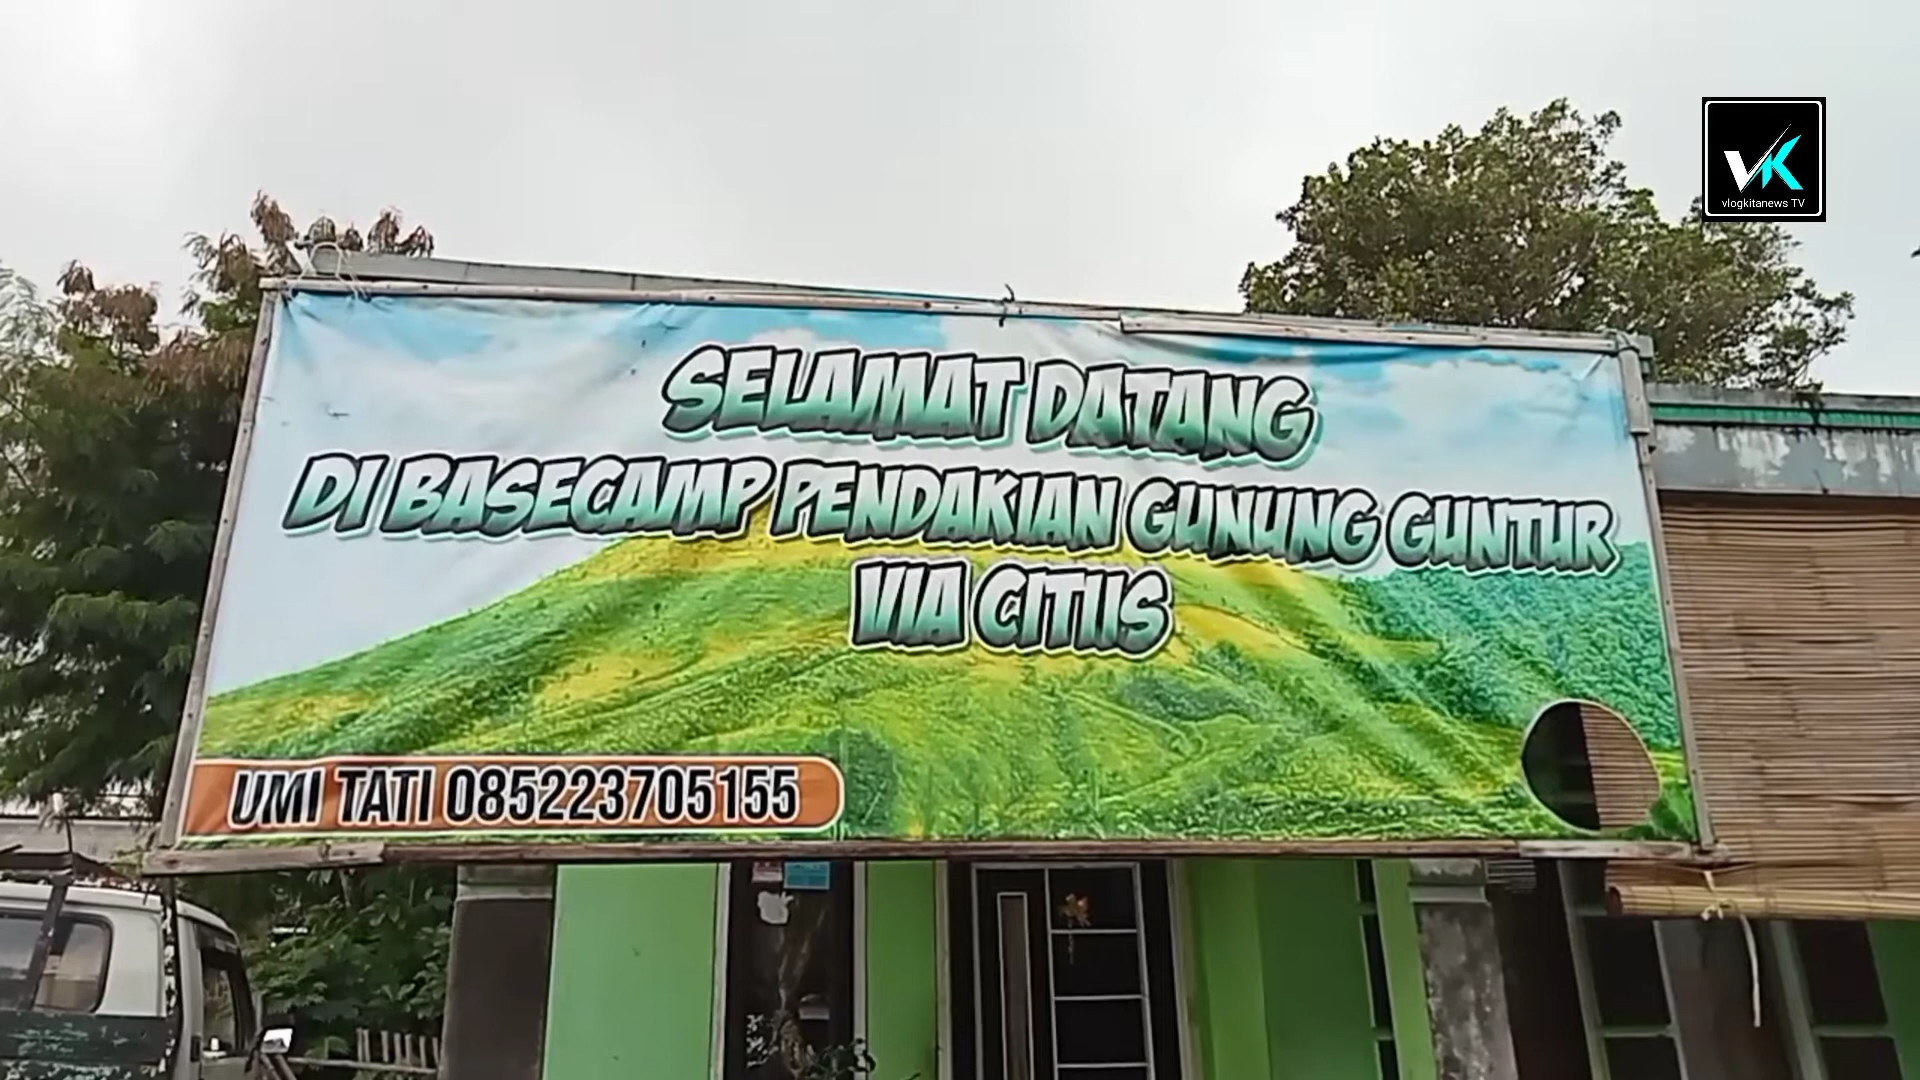 VK
vlogkitanews TV
SELAMAT DATANG
DI BASECAMP PENDAKIAN GUNUNG GUNTUR
VIA CITIIS
UMI TATI 085223705155